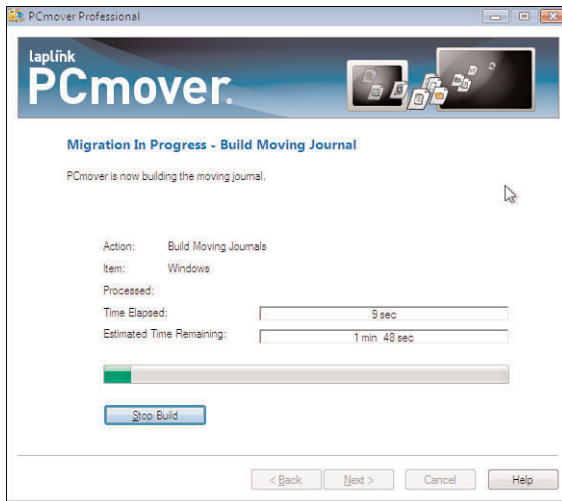 PCmover Professional
laplink
PCmover.
Migration In Progress - Build Moving Journal
PCmover is now building the moving journal.
Action: Build Moving Journals
Item: Windows
Processed:
Time Elapsed: 9 sec
Estimated Time Remaining: 1 min 48 sec
Stop Build
< Back Next > Cancel Help